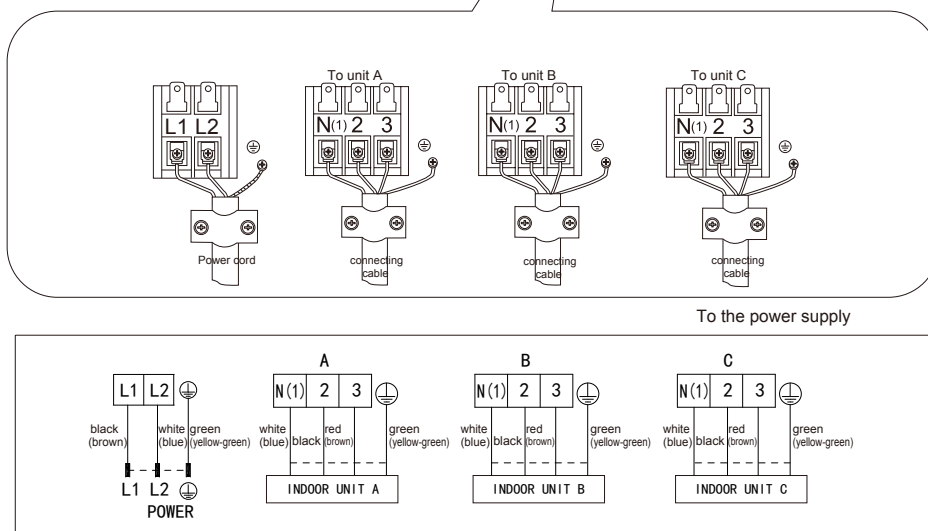 To unit A To unit B To unit C
L1 L2 N(1) 2 3 N(1) 2 3 N(1) 2 3
Power cord connecting cable connecting cable connecting cable
To the power supply
A B C
L1 L2 N(1) 2 3 N(1) 2 3 N(1) 2 3
black (brown) white (blue) green (yellow-green) white (blue) black red (brown) green (yellow-green) white (blue) black red (brown) green (yellow-green) white (blue) black red (brown) green (yellow-green)
L1 L2 INDOOR UNIT A INDOOR UNIT B INDOOR UNIT C
POWER